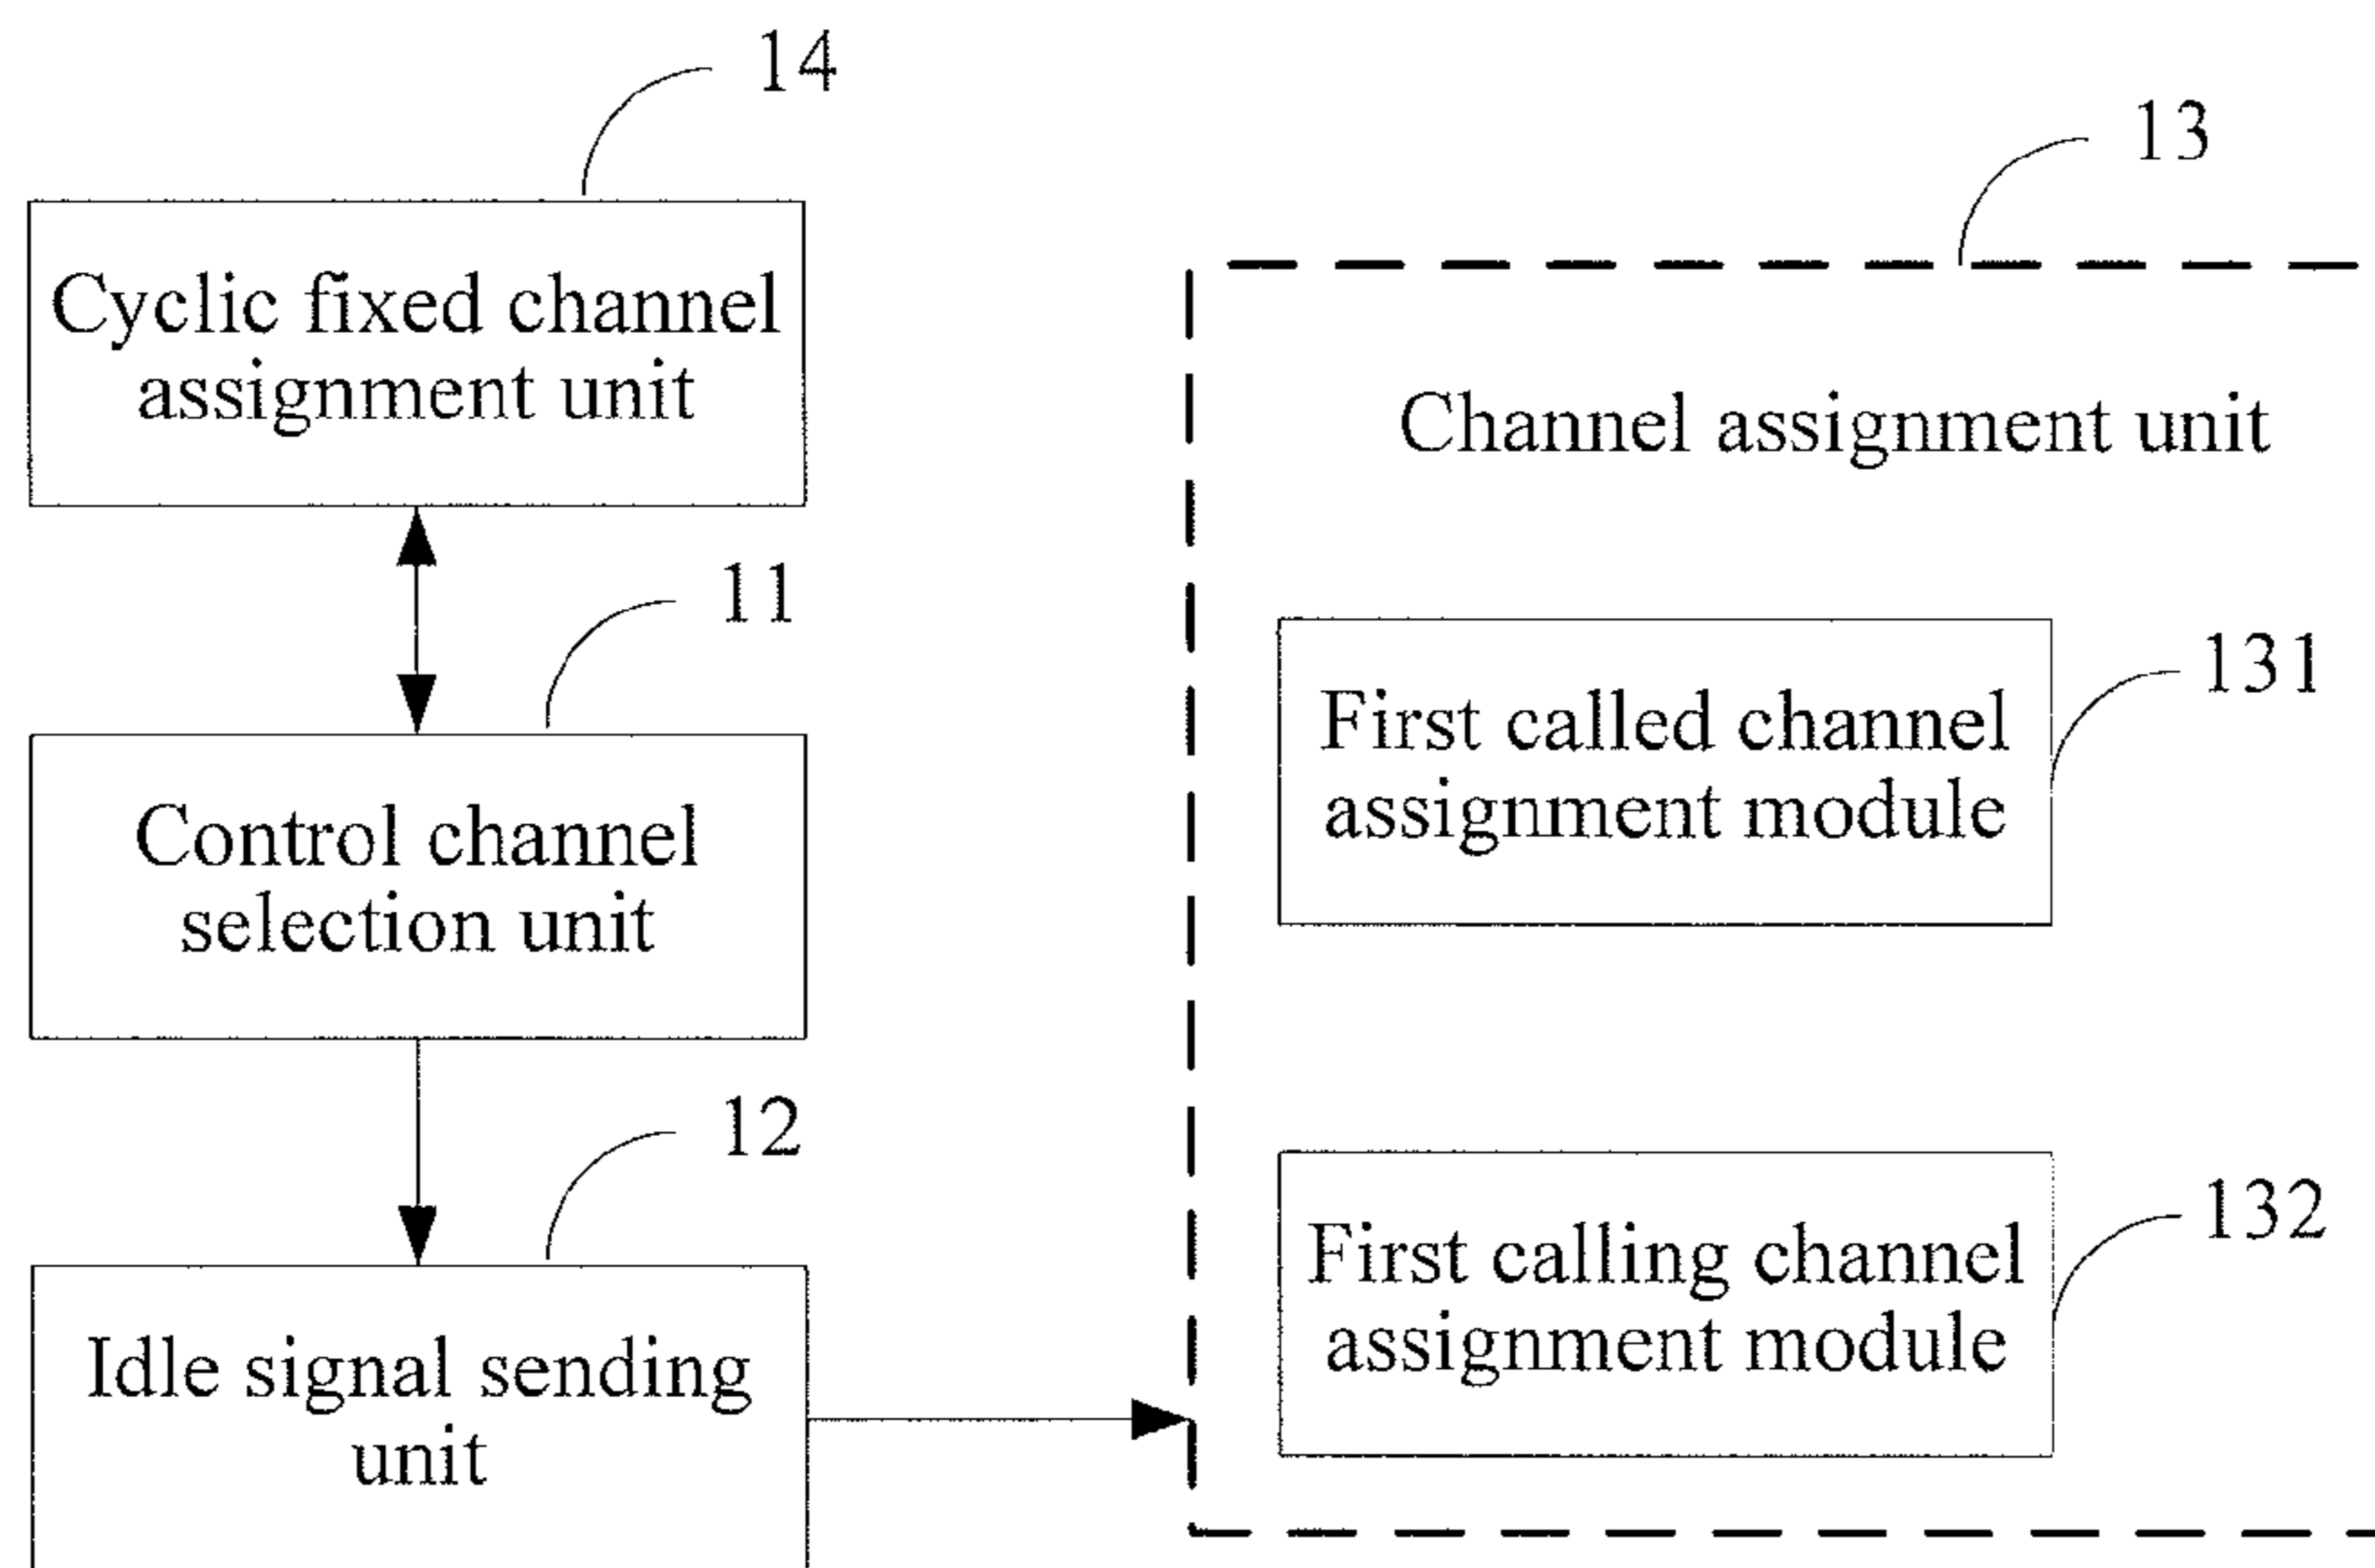 14
Cyclic fixed channel
assignment unit
11
Control channel
selection unit
12
Idle signal sending
unit
13
Channel assignment unit
131
First called channel
assignment module
132
First calling channel
assignment module